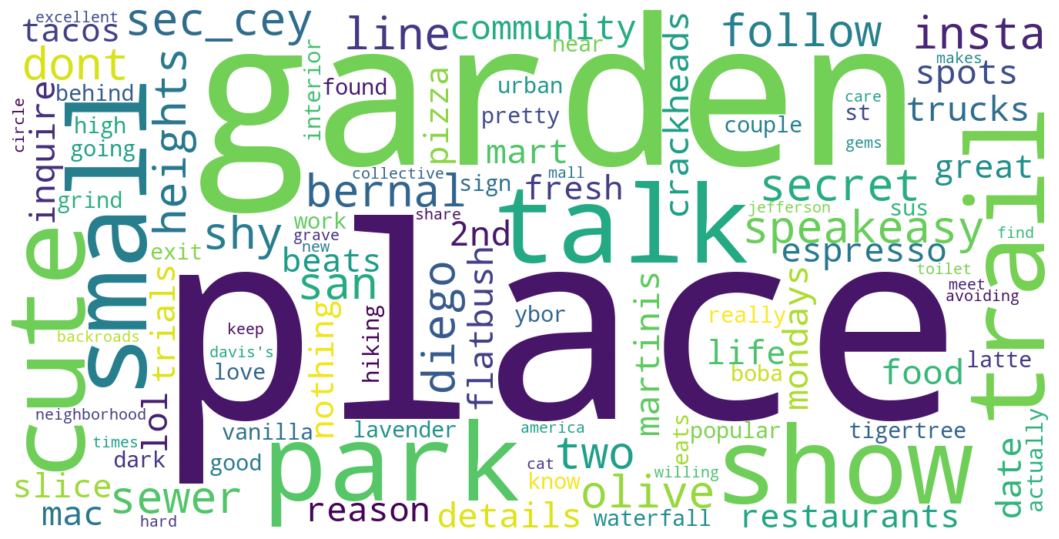 excellent
tacos
sec_cey
line
community
near
follow
insta
dont
behind
circle
inquire
high
going
grind
small
heights
interior
found
garden
pizza
urban
pretty
mart
crackheads
couple
care
st
gems
makes
spots
trucks
great
trail
cute
bernal
collective
sign
fresh
mall
talk
secret
sus
find
jefferson
speakeasy
espresso
toilet
meet
avoiding
shy
work
grave
new
share
2nd
beats
san
exit
trials
backroads
place
keep
davis's
love
nothing
hiking
diego
flatbush
ybor
martinis
really
life
boba
mondays
food
latte
actually
date
neighborhood
lol
times
dark
vanilla
good
lavender
park
america
two
cat
know
eats
willing
popular
show
tigertree
slice
mac
hard
sewer
reason
details
olive
waterfall
restaurants